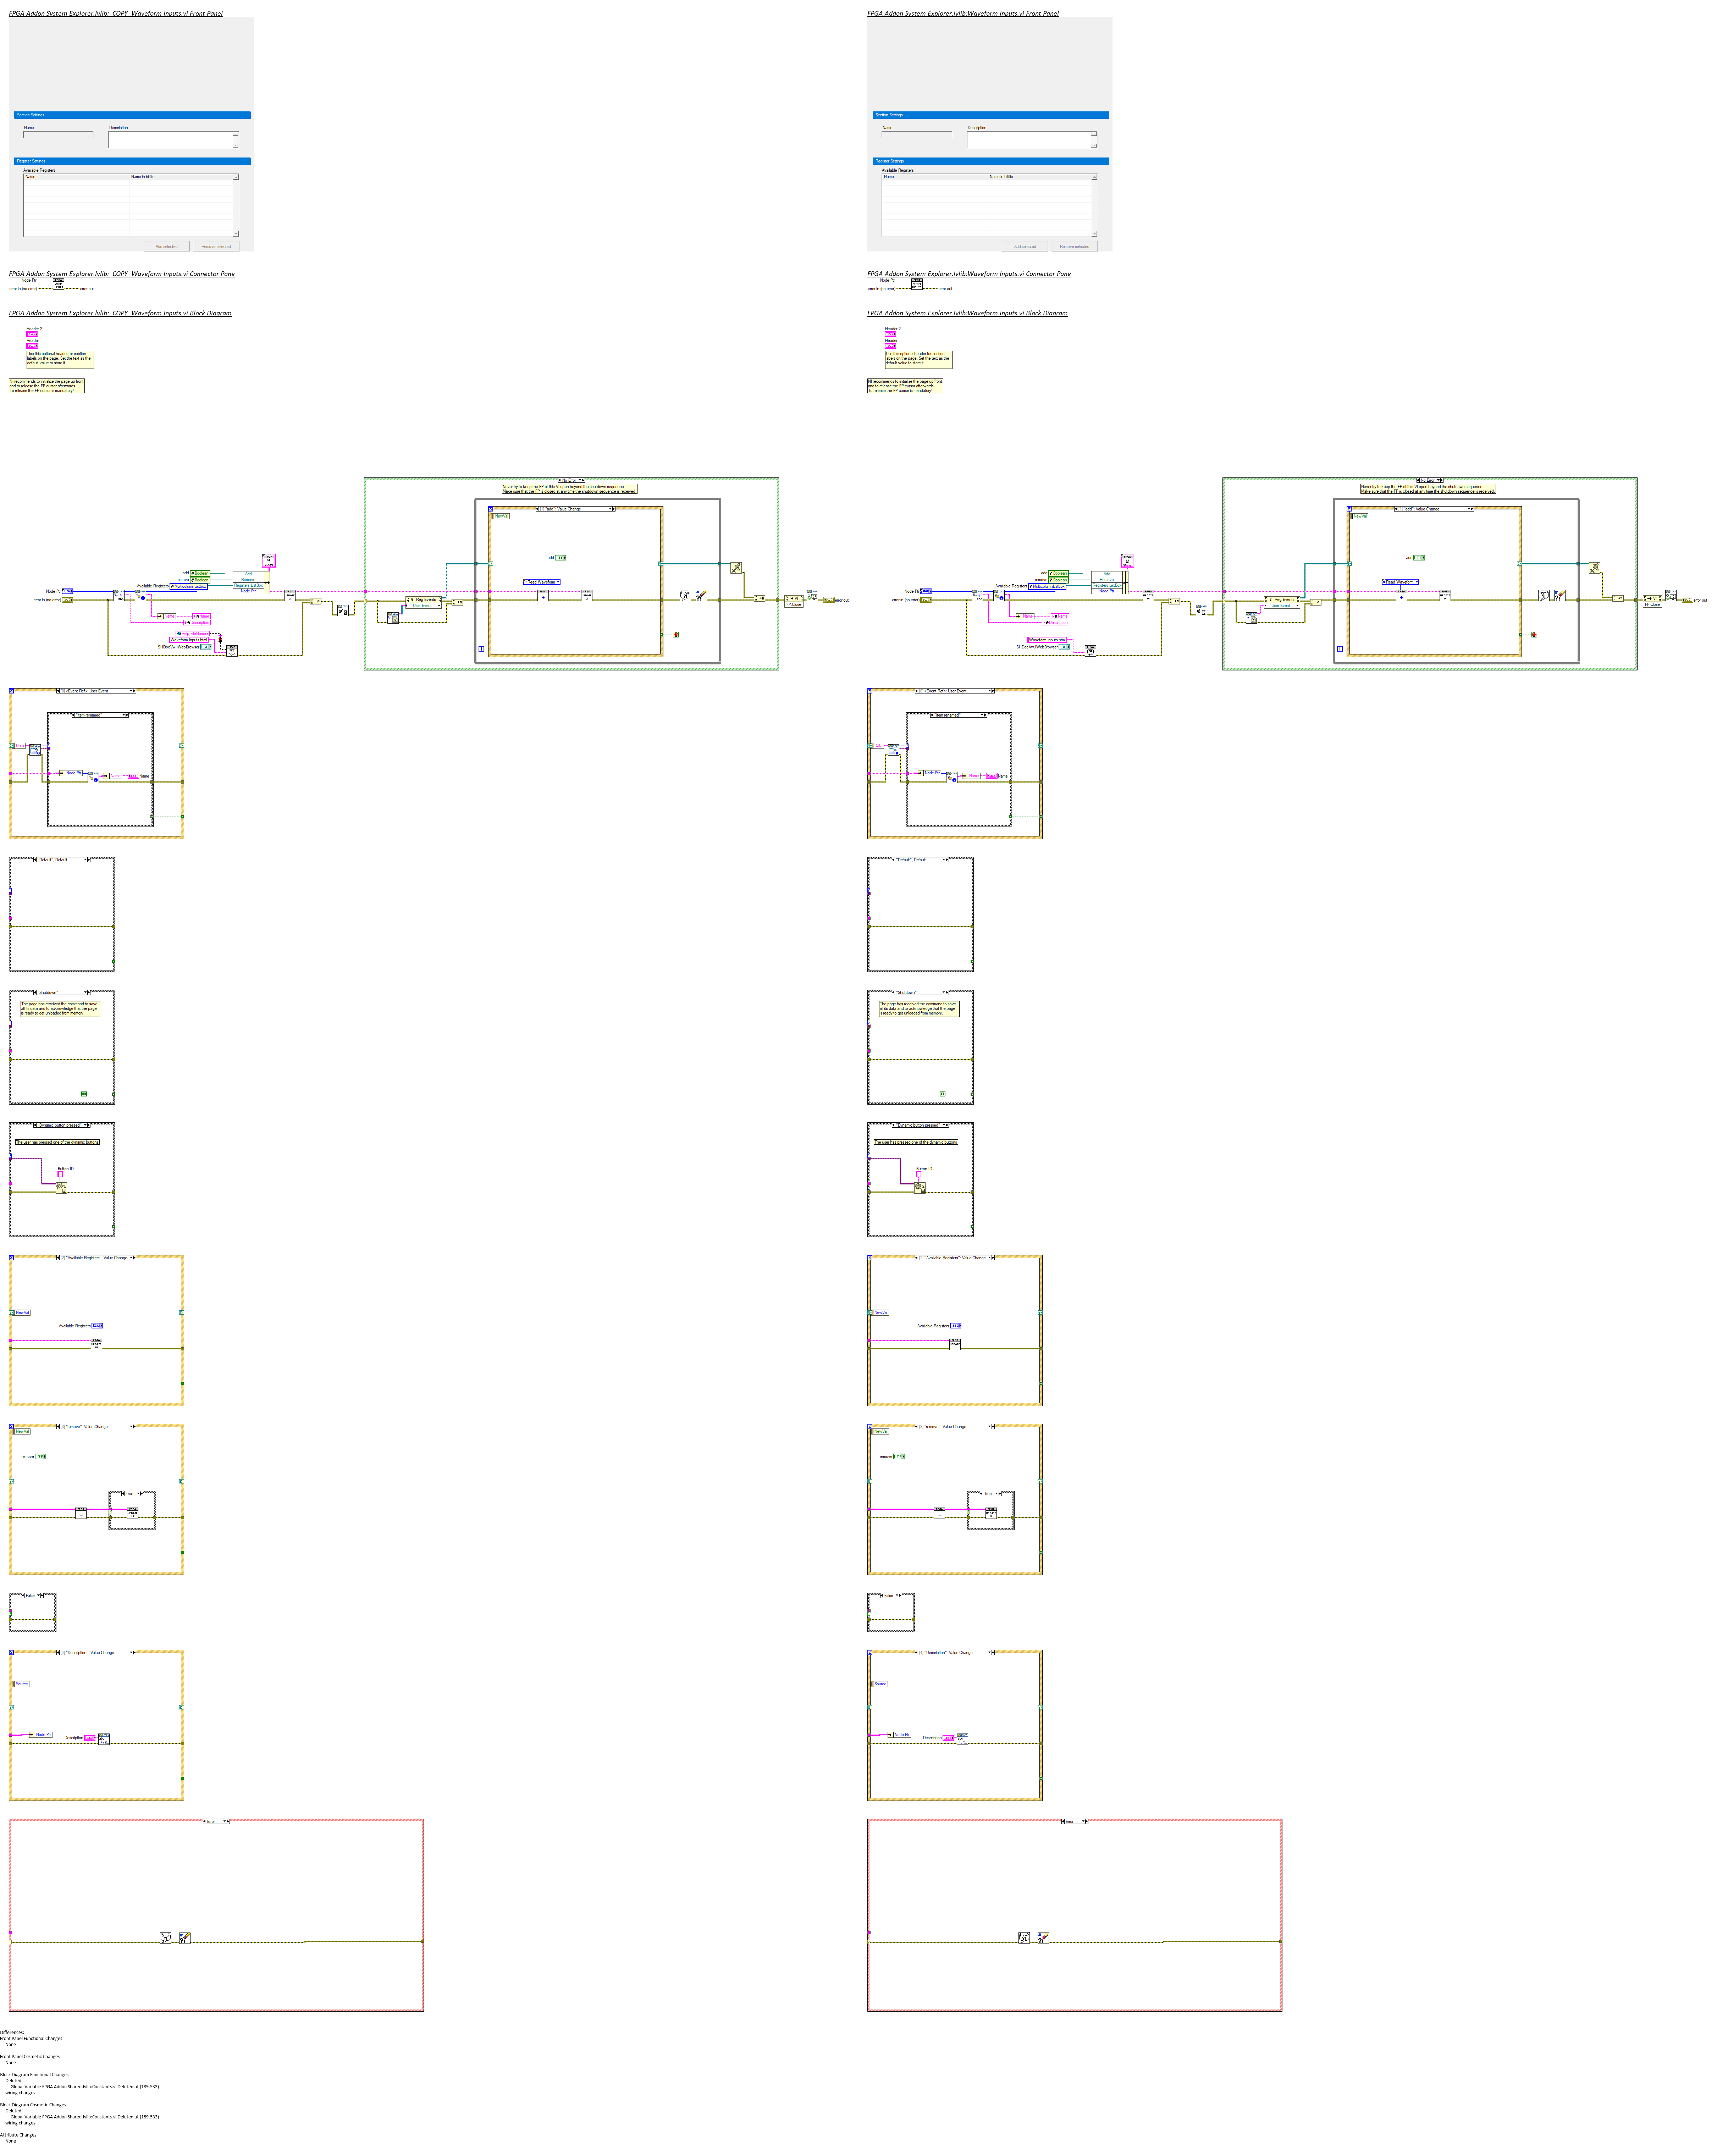 FPGA Addon System Explorer.lvlib:  COPY  Waveform Inputs.vi Front Panel
Section Settings
Name
Description
Register Settings
Available Registers
Name
Name in bitfile
Add selected
Remove selected
FPGA Addon System Explorer.lvlib:  COPY  Waveform Inputs.vi Connector Pane
Node Ptr
error in (no error)
error out
FPGA Addon System Explorer.lvlib:  COPY  Waveform Inputs.vi Block Diagram
Header 2
Header
Use this optional header for section
labels on the page. Set the text as the
default value to store it.
NI recommends to initialize the page up front
and to release the FP cursor afterwards.
To release the FP cursor is mandatory!
No Error
Never try to keep the FP of this VI open beyond the shutdown sequence.
Make sure that the FP is closed at any time the shutdown sequence is received.
"add": Value Change
NewVal
add
Read Waveform
add
Boolean
Add
remove
Boolean
Remove
Available Registers
MulticolumnListbox
Registers ListBox
Node Ptr
Node Ptr
error in (no error)
Name
Name
Description
Waveform Inputs.html
SHDocVw.IWebBrowser
Reg Events
User Event
VI
FP.Close
error out
<Event Ref>: User Event
"Item renamed"
Data
Node Ptr
Name
Name
"Default", Default
"Shutdown"
The page has received the command to save
all its data and to acknowledge that the page
is ready to get unloaded from memory.
"Dynamic button pressed"
The user has pressed one of the dynamic buttons
Button ID
"Available Registers": Value Change
NewVal
Available Registers
"remove": Value Change
NewVal
remove
True
False
"Description": Value Change
Source
Node Ptr
Description
Error
FPGA Addon System Explorer.lvlib:Waveform Inputs.vi Front Panel
Section Settings
Name
Description
Register Settings
Available Registers
Name
Name in bitfile
Add selected
Remove selected
FPGA Addon System Explorer.lvlib:Waveform Inputs.vi Connector Pane
Node Ptr
error in (no error)
error out
FPGA Addon System Explorer.lvlib:Waveform Inputs.vi Block Diagram
Header 2
Header
Use this optional header for section
labels on the page. Set the text as the
default value to store it.
NI recommends to initialize the page up front
and to release the FP cursor afterwards.
To release the FP cursor is mandatory!
No Error
Never try to keep the FP of this VI open beyond the shutdown sequence.
Make sure that the FP is closed at any time the shutdown sequence is received.
"add": Value Change
NewVal
add
Read Waveform
add
Boolean
Add
remove
Boolean
Remove
Available Registers
MulticolumnListbox
Registers ListBox
Node Ptr
Node Ptr
error in (no error)
Name
Name
Description
Waveform Inputs.html
SHDocVw.IWebBrowser
Reg Events
User Event
VI
FP.Close
error out
<Event Ref>: User Event
"Item renamed"
Data
Node Ptr
Name
Name
"Default", Default
"Shutdown"
The page has received the command to save
all its data and to acknowledge that the page
is ready to get unloaded from memory.
"Dynamic button pressed"
The user has pressed one of the dynamic buttons
Button ID
"Available Registers": Value Change
NewVal
Available Registers
"remove": Value Change
NewVal
remove
True
False
"Description": Value Change
Source
Node Ptr
Description
Error
Differences:
Front Panel Functional Changes
None
Front Panel Cosmetic Changes
None
Block Diagram Functional Changes
Deleted
Global Variable FPGA Addon Shared.lvlib:Constants.vi Deleted at (189,533)
wiring changes
Block Diagram Cosmetic Changes
Deleted
Global Variable FPGA Addon Shared.lvlib:Constants.vi Deleted at (189,533)
wiring changes
Attribute Changes
None